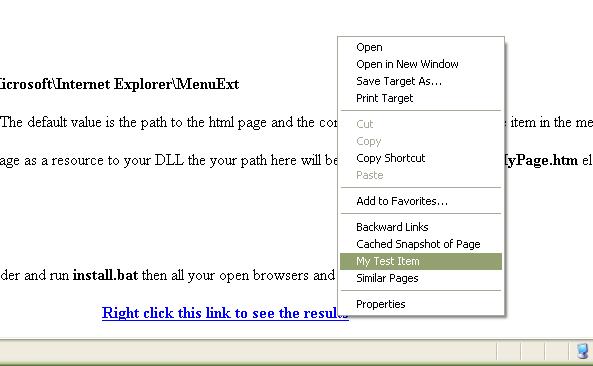 Open
Open in New Window
icrosoft\Internet Explorer\MenuExt
Save Target As...
Print Target
The default value is the path to the html page and the con item in the me
Cut
Copy
age as a resource to your DLL the your path here will be MyPage.htm el
Copy Shortcut
Paste
Add to Favorites...
Backward Links
Cached Snapshot of Page
My Test Item
der and run install.bat then all your open browsers and
Similar Pages
Properties
Right click this link to see the results